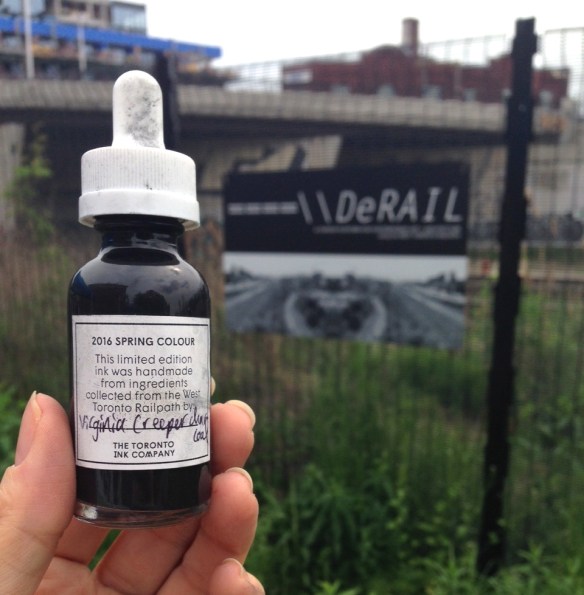 \\DeRAIL
2016 SPRING COLOUR
This limited edition
ink was handmade
from ingredients
collected from the West
Toronto Railpath by:
Virginia Creeper
THE TORONTO
INK COMPANY